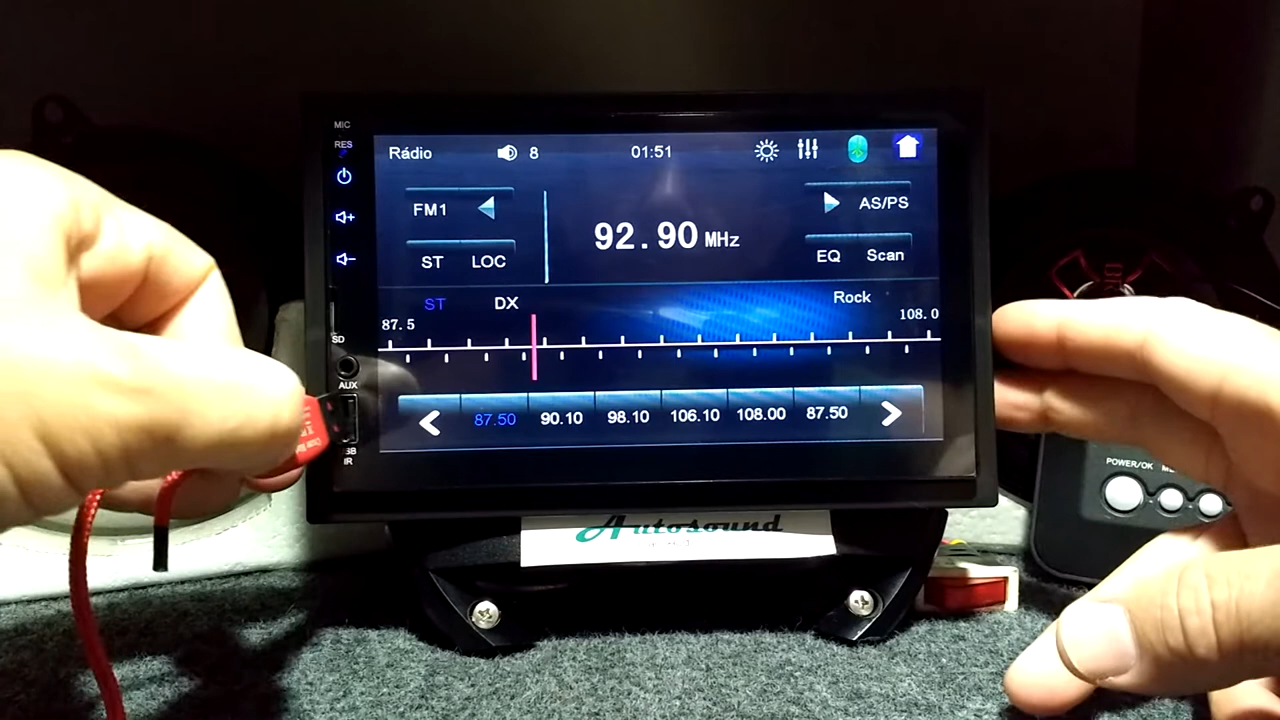 MIC
RES
Rádio 8 01:51
FM1 AS/PS
92.90 MHz
ST LOC EQ Scan
ST DX Rock
87.5 108.0
SD
AUX
87.50 90.10 98.10 106.10 108.00 87.50
IR
POWER/OK
Autosound